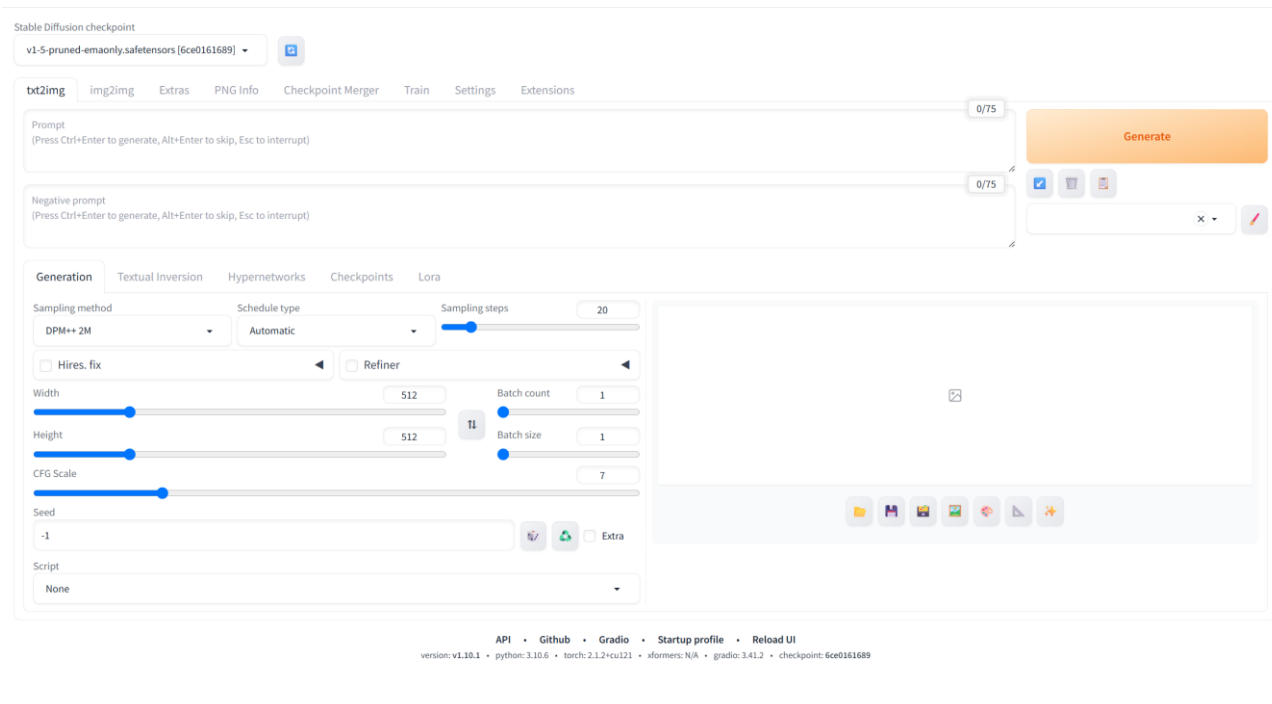 Stable Diffusion checkpoint
v1-5-pruned-emaonly.safetensors [6ce0161689]
txt2img img2img Extras PNG Info Checkpoint Merger Train Settings Extensions
0/75
Prompt
(Press Ctrl+Enter to generate, Alt+Enter to skip, Esc to interrupt)
Generate
0/75
Negative prompt
(Press Ctrl+Enter to generate, Alt+Enter to skip, Esc to interrupt)
Generation Textual Inversion Hypernetworks Checkpoints Lora
Sampling method Schedule type Sampling steps 20
DPM++ 2M Automatic
Hires. fix Refiner
Width 512 Batch count 1
Height 512 Batch size 1
CFG Scale 7
Seed
-1 Extra
Script
None
API • Github • Gradio • Startup profile • Reload UI
version: v1.10.1 • python: 3.10.6 • torch: 2.1.2+cu121 • xformers: N/A • gradio: 3.41.2 • checkpoint: 6ce0161689